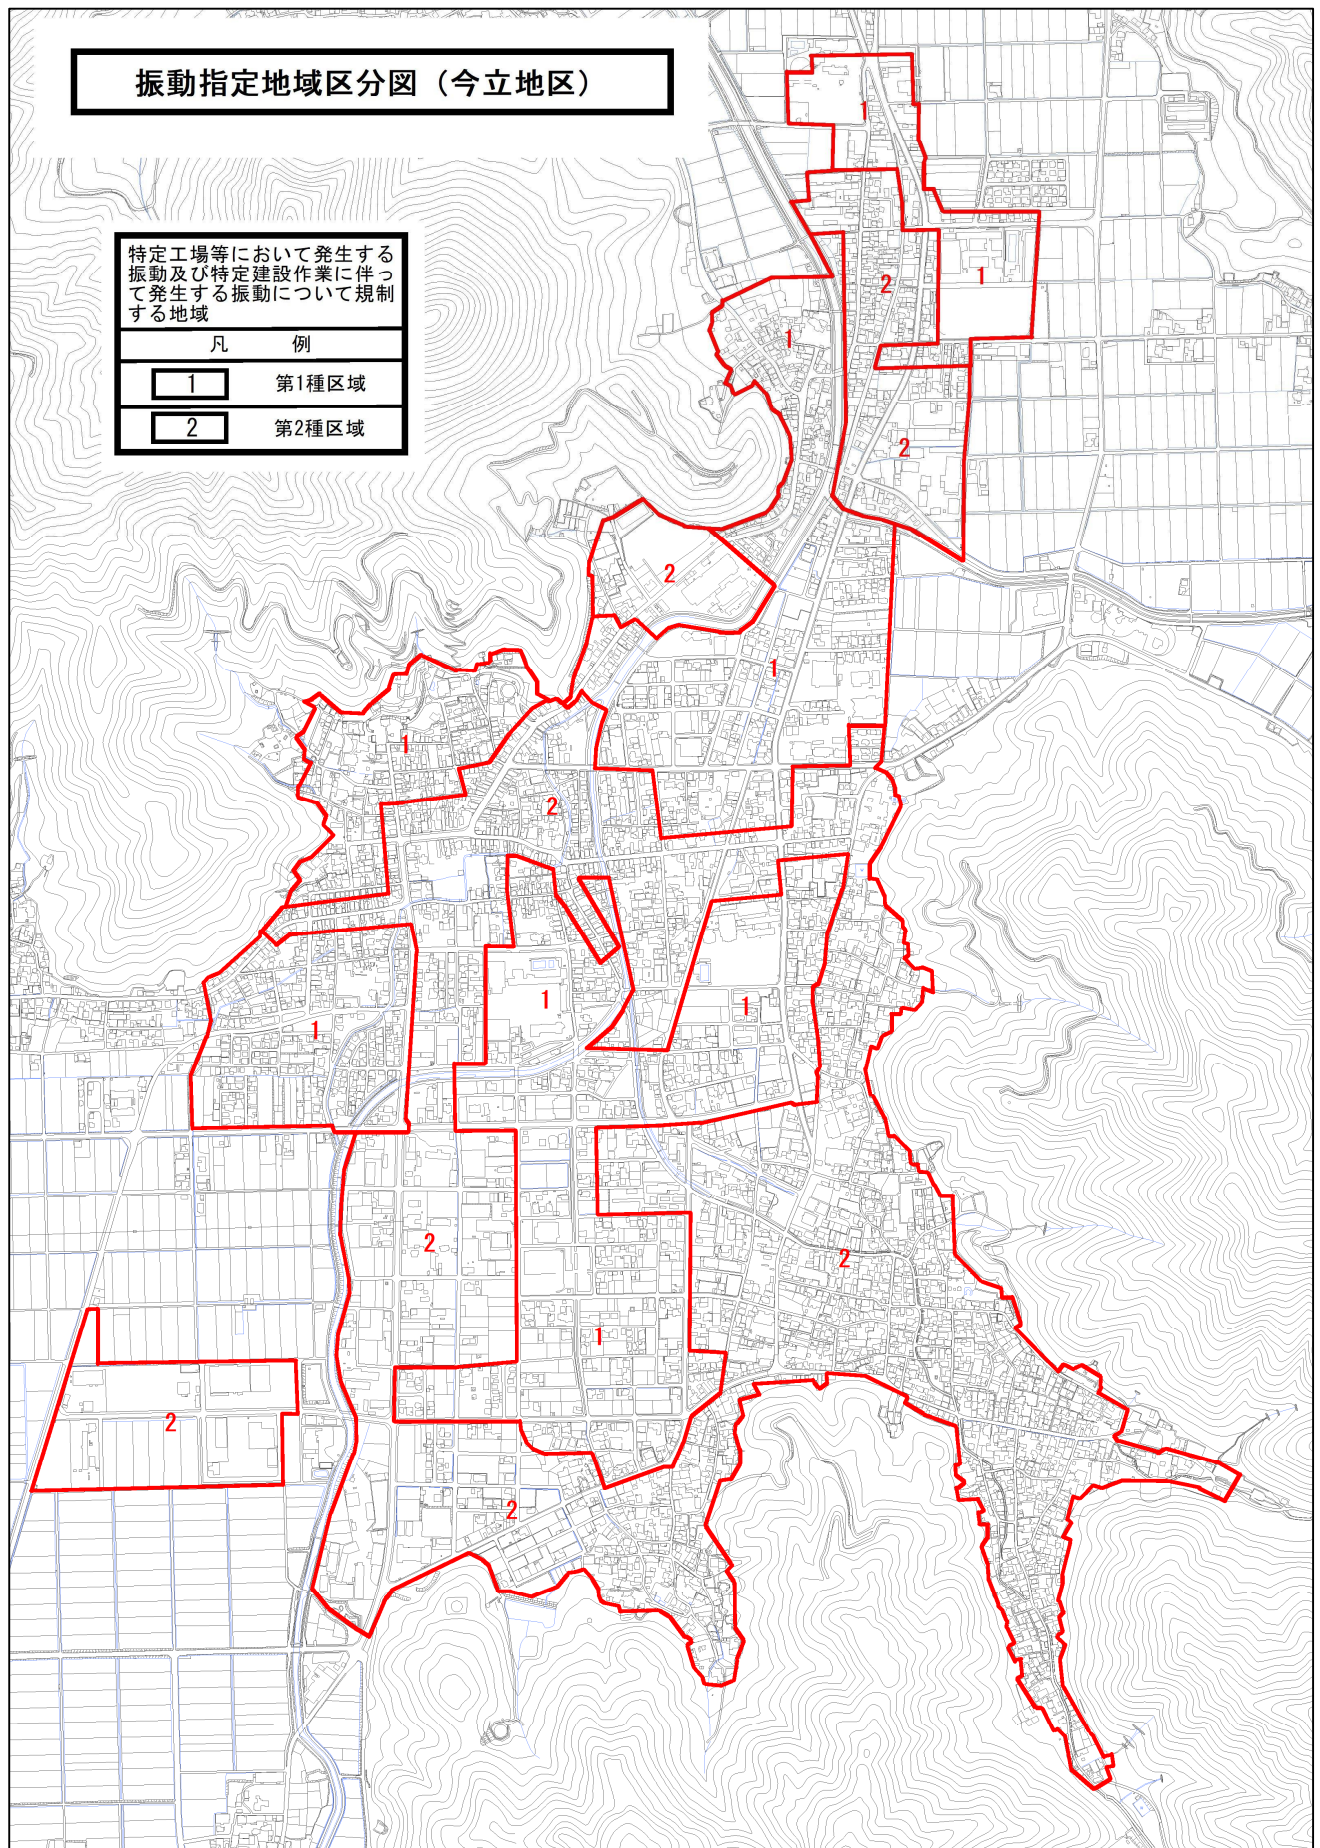 振動指定地域区分図（今立地区）
特定工場等において発生する
振動及び特定建設作業に伴っ
て発生する振動について規制
する地域
凡 例
1 第1種区域
2 第2種区域
1
2
1
1
2
2
1
1
2
1
1
1
2
2
1
2
2